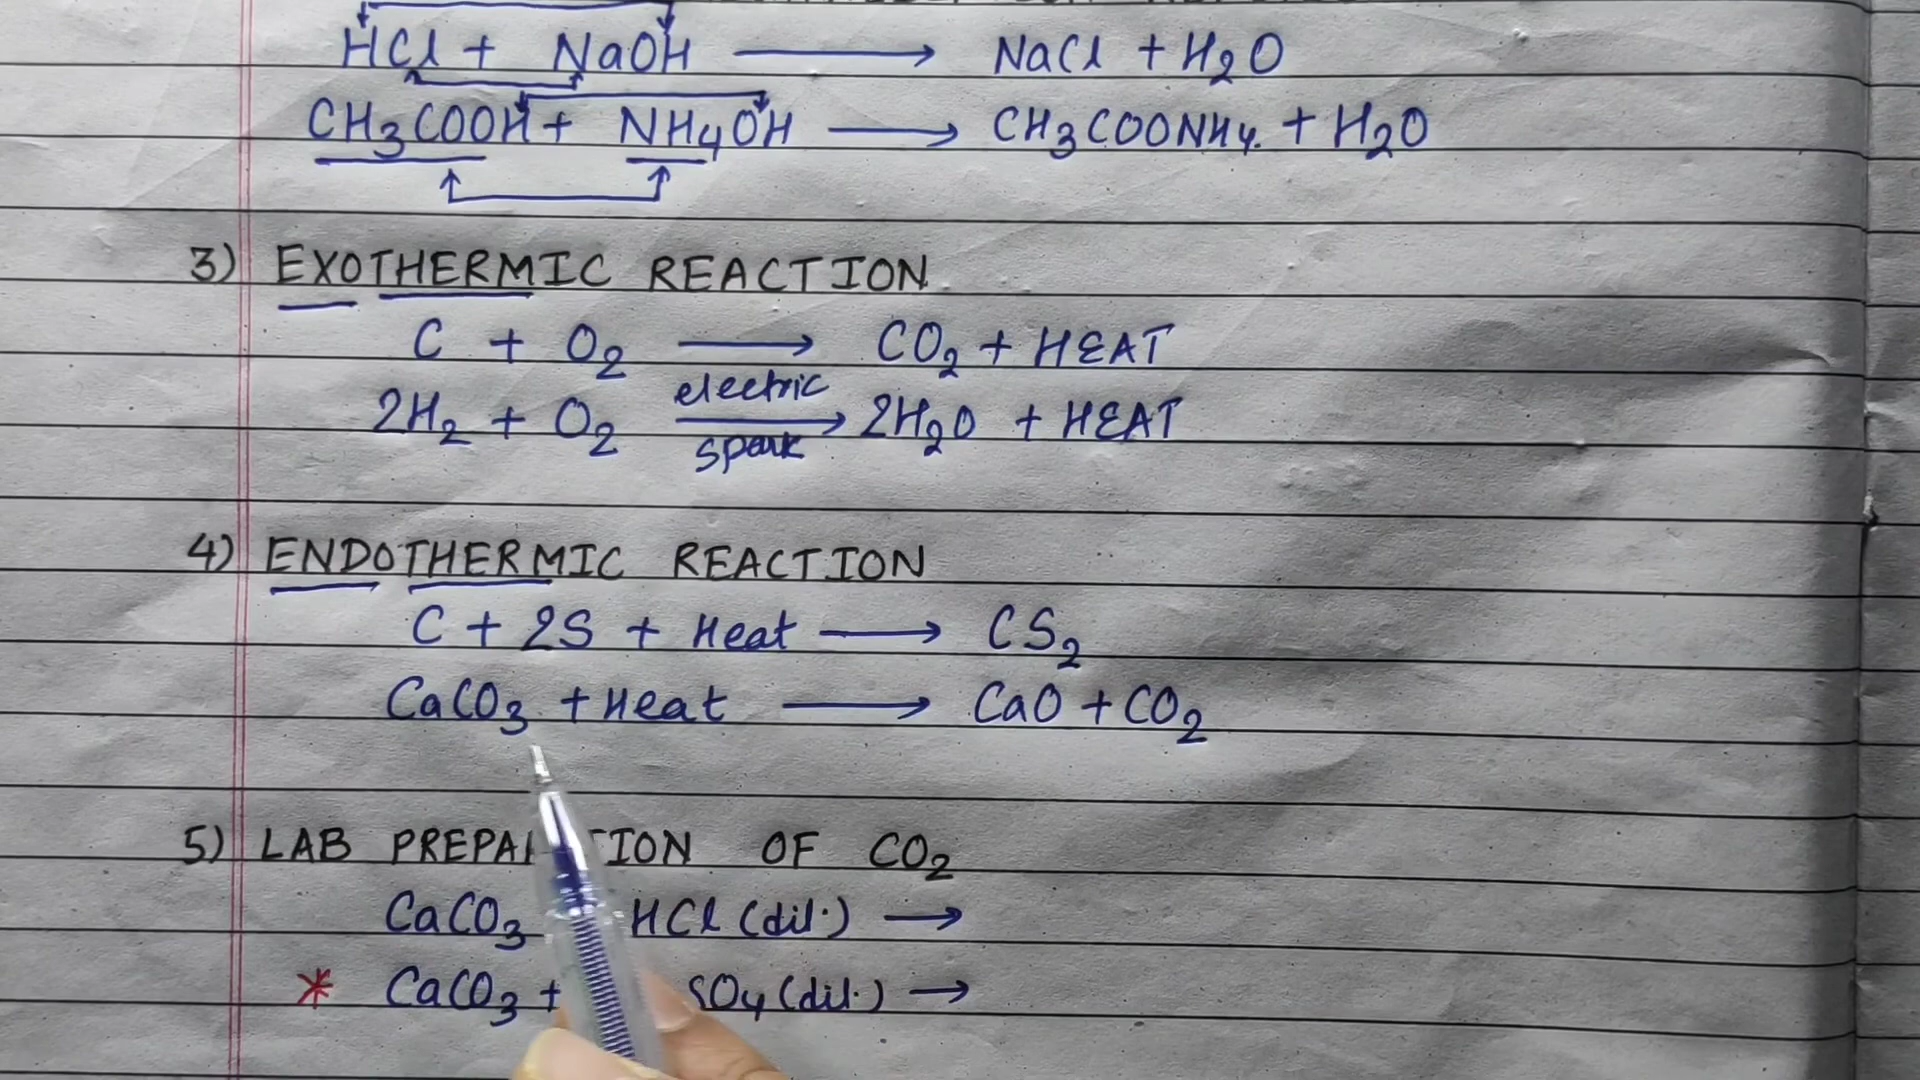 HCl + NaOH → NaCl + H2O
CH3COOH + NH4OH → CH3COONH4. + H2O
3) EXOTHERMIC REACTION
C + O2 → CO2 + HEAT
electric
2H2 + O2 → 2H2O + HEAT
spark
4) ENDOTHERMIC REACTION
C + 2S + Heat → CS2
CaCO3 + Heat → CaO + CO2
5) LAB OF CO2
CaCO3 HCl (dil.) →
* CaCO3 + SO4 (dil.) →